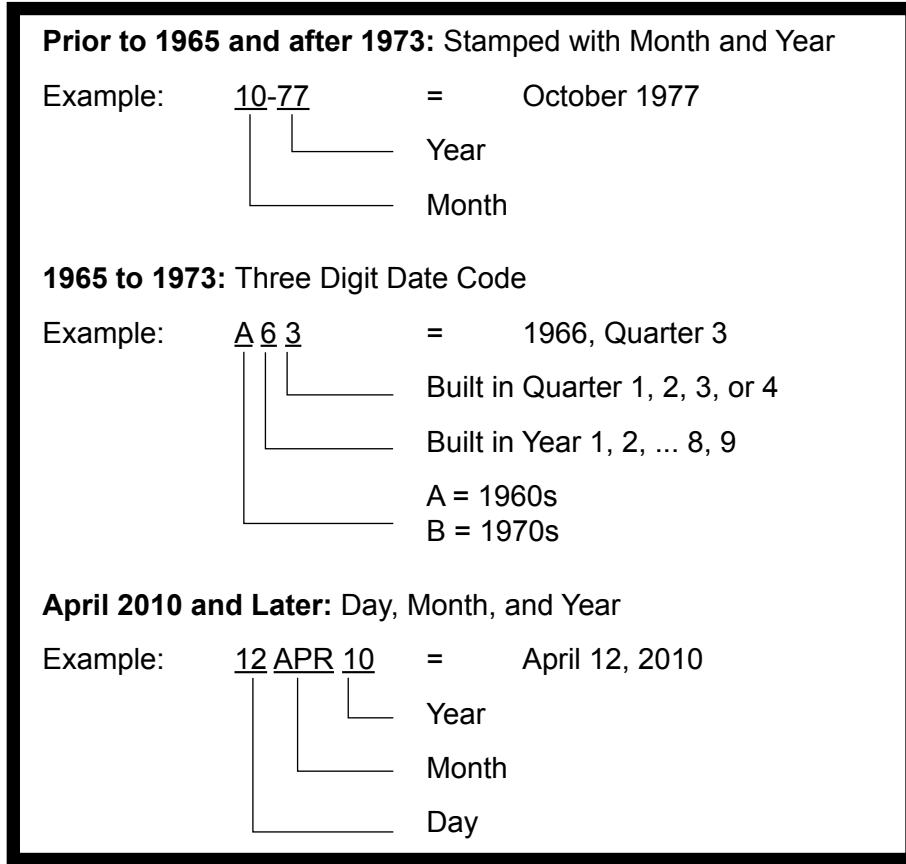 Prior to 1965 and after 1973: Stamped with Month and Year
Example: 10-77 = October 1977
Year
Month
1965 to 1973: Three Digit Date Code
Example: A 6 3 = 1966, Quarter 3
Built in Quarter 1, 2, 3, or 4
Built in Year 1, 2, ... 8, 9
A = 1960s
B = 1970s
April 2010 and Later: Day, Month, and Year
Example: 12 APR 10 = April 12, 2010
Year
Month
Day